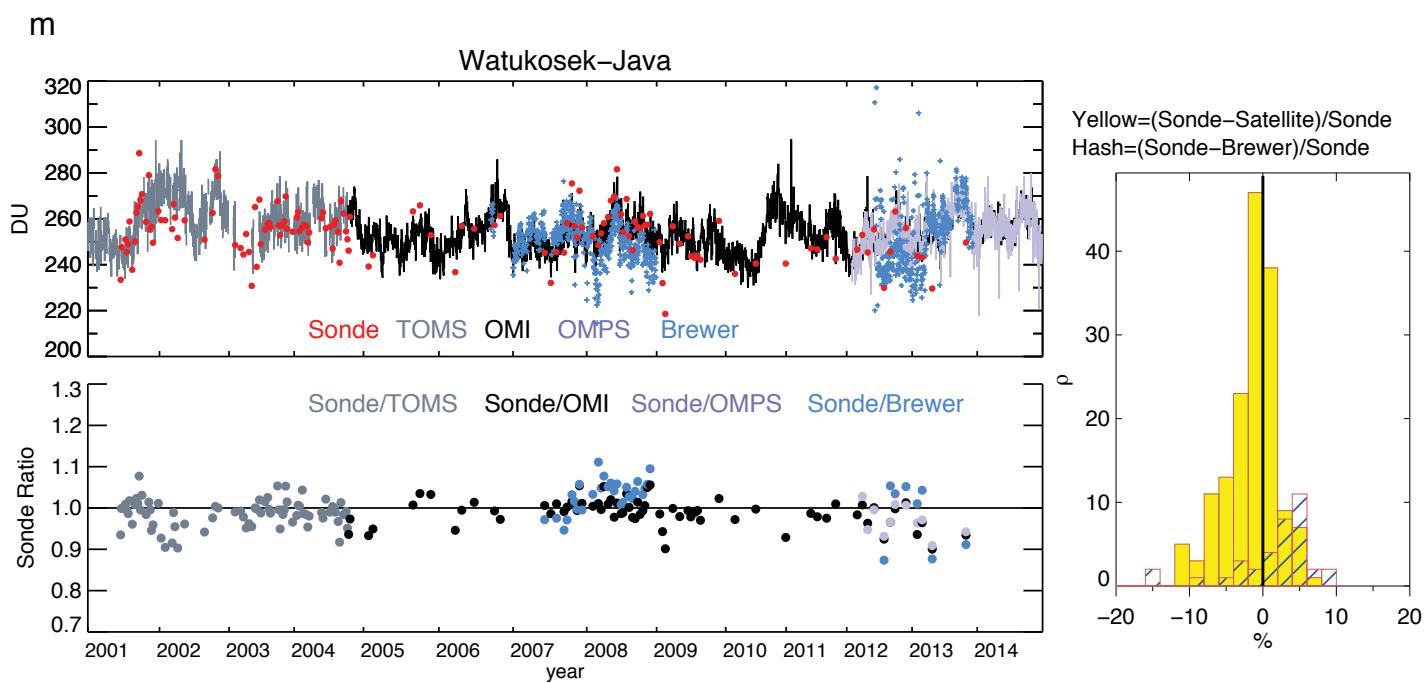 m
Watukosek−Java
320
300
280
260
240
220
200
DU
Sonde TOMS OMI OMPS Brewer
1.3
1.2
1.1
1.0
0.9
0.8
0.7
Sonde Ratio
Sonde/TOMS Sonde/OMI Sonde/OMPS Sonde/Brewer
2001 2002 2003 2004 2005 2006 2007 2008 2009 2010 2011 2012 2013 2014
year
Yellow=(Sonde−Satellite)/Sonde
Hash=(Sonde−Brewer)/Sonde
40
30
20
10
0
ρ
−20 −10 0 10 20
%